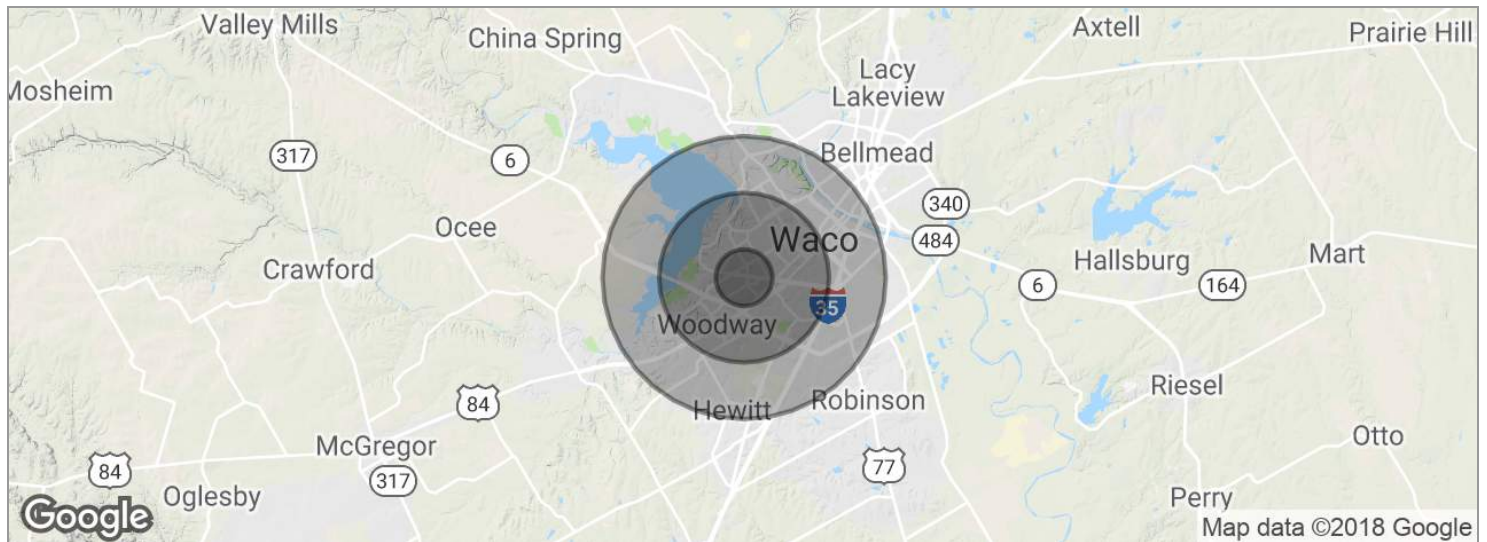 Valley Mills
China Spring
Axtell
Prairie Hill
Mosheim
Lacy
Lakeview
317
6
Bellmead
340
Ocee
Waco
484
Crawford
Hallsburg
Mart
6
164
35
Woodway
Riesel
84
Hewitt
Robinson
McGregor
Otto
84
317
77
Oglesby
Perry
Google
Map data ©2018 Google